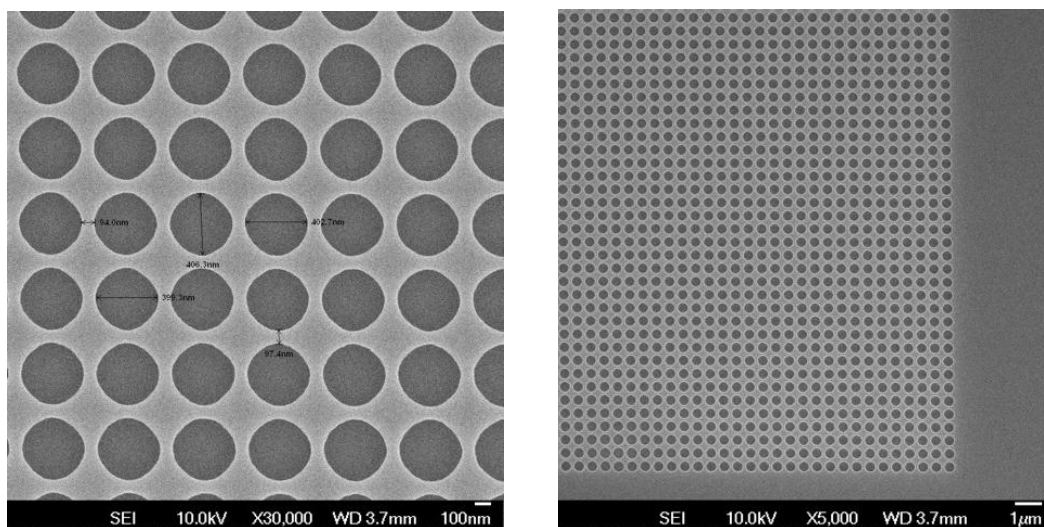 94.0nm
402.7nm
406.3nm
399.3nm
97.4nm
SEI 10.0kV X30,000 WD 3.7mm 100nm
SEI 10.0kV X5,000 WD 3.7mm 1µm